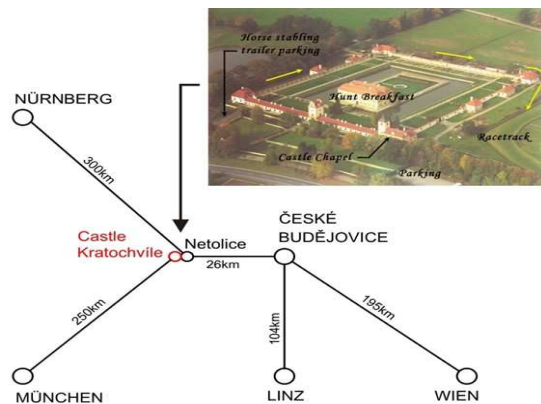 Horse stabling
trailer parking
Hunt Breakfast
Racetrack
Castle Chapel
Parking
NÜRNBERG
300km
ČESKÉ
BUDĚJOVICE
Castle
Kratochvíle
Netolice
26km
250km
104km
195km
MÜNCHEN
LINZ
WIEN